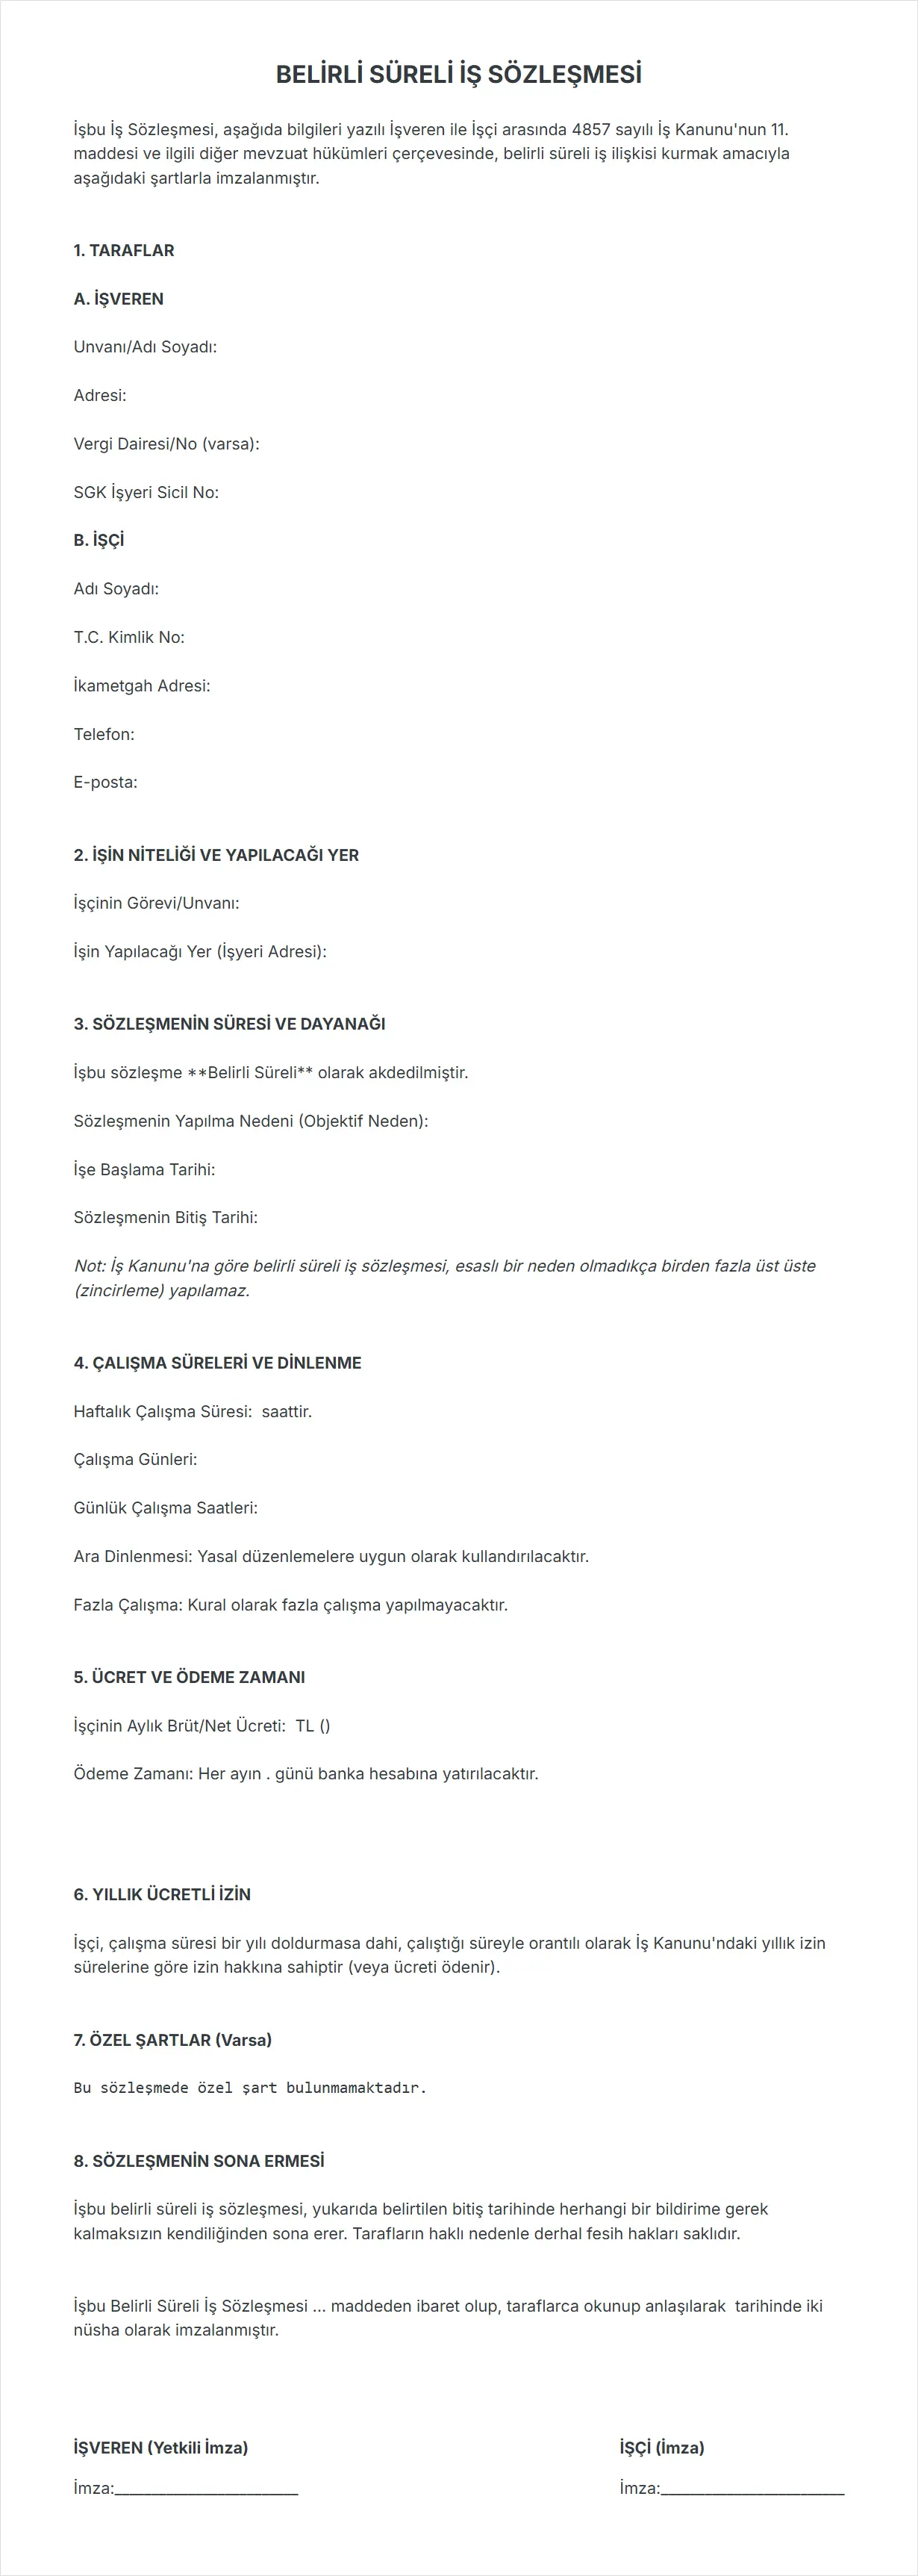 BELİRLİ SÜRELİ İŞ SÖZLEŞMESİ
İşbu İş Sözleşmesi, aşağıda bilgileri yazılı İşveren ile İşçi arasında 4857 sayılı İş Kanunu'nun 11.
maddesi ve ilgili diğer mevzuat hükümleri çerçevesinde, belirli süreli iş ilişkisi kurmak amacıyla
aşağıdaki şartlarla imzalanmıştır.
1. TARAFLAR
A. İŞVEREN
Unvanı/Adı Soyadı:
Adresi:
Vergi Dairesi/No (varsa):
SGK İşyeri Sicil No:
B. İŞÇİ
Adı Soyadı:
T.C. Kimlik No:
İkametgah Adresi:
Telefon:
E-posta:
2. İŞİN NİTELİĞİ VE YAPILACAĞI YER
İşçinin Görevi/Unvanı:
İşin Yapılacağı Yer (İşyeri Adresi):
3. SÖZLEŞMENİN SÜRESİ VE DAYANAĞI
İşbu sözleşme **Belirli Süreli** olarak akdedilmiştir.
Sözleşmenin Yapılma Nedeni (Objektif Neden):
İşe Başlama Tarihi:
Sözleşmenin Bitiş Tarihi:
Not: İş Kanunu'na göre belirli süreli iş sözleşmesi, esaslı bir neden olmadıkça birden fazla üst üste
(zincirleme) yapılamaz.
4. ÇALIŞMA SÜRELERİ VE DİNLENME
Haftalık Çalışma Süresi:  saattir.
Çalışma Günleri:
Günlük Çalışma Saatleri:
Ara Dinlenmesi: Yasal düzenlemelere uygun olarak kullandırılacaktır.
Fazla Çalışma: Kural olarak fazla çalışma yapılmayacaktır.
5. ÜCRET VE ÖDEME ZAMANI
İşçinin Aylık Brüt/Net Ücreti:  TL ()
Ödeme Zamanı: Her ayın . günü banka hesabına yatırılacaktır.
6. YILLIK ÜCRETLİ İZİN
İşçi, çalışma süresi bir yılı doldurmasa dahi, çalıştığı süreyle orantılı olarak İş Kanunu'ndaki yıllık izin
sürelerine göre izin hakkına sahiptir (veya ücreti ödenir).
7. ÖZEL ŞARTLAR (Varsa)
Bu sözleşmede özel şart bulunmamaktadır.
8. SÖZLEŞMENİN SONA ERMESİ
İşbu belirli süreli iş sözleşmesi, yukarıda belirtilen bitiş tarihinde herhangi bir bildirime gerek
kalmaksızın kendiliğinden sona erer. Tarafların haklı nedenle derhal fesih hakları saklıdır.
İşbu Belirli Süreli İş Sözleşmesi ... maddeden ibaret olup, taraflarca okunup anlaşılarak  tarihinde iki
nüsha olarak imzalanmıştır.
İŞVEREN (Yetkili İmza) İŞÇİ (İmza)
İmza:______________________ İmza:______________________